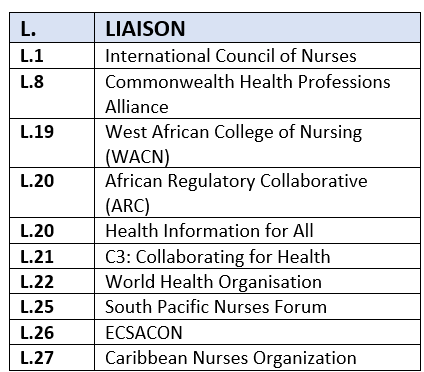 L. LIAISON
L.1 International Council of Nurses
L.8 Commonwealth Health Professions
Alliance
L.19 West African College of Nursing
(WACN)
L.20 African Regulatory Collaborative
(ARC)
L.20 Health Information for All
L.21 C3: Collaborating for Health
L.22 World Health Organisation
L.25 South Pacific Nurses Forum
L.26 ECSACON
L.27 Caribbean Nurses Organization